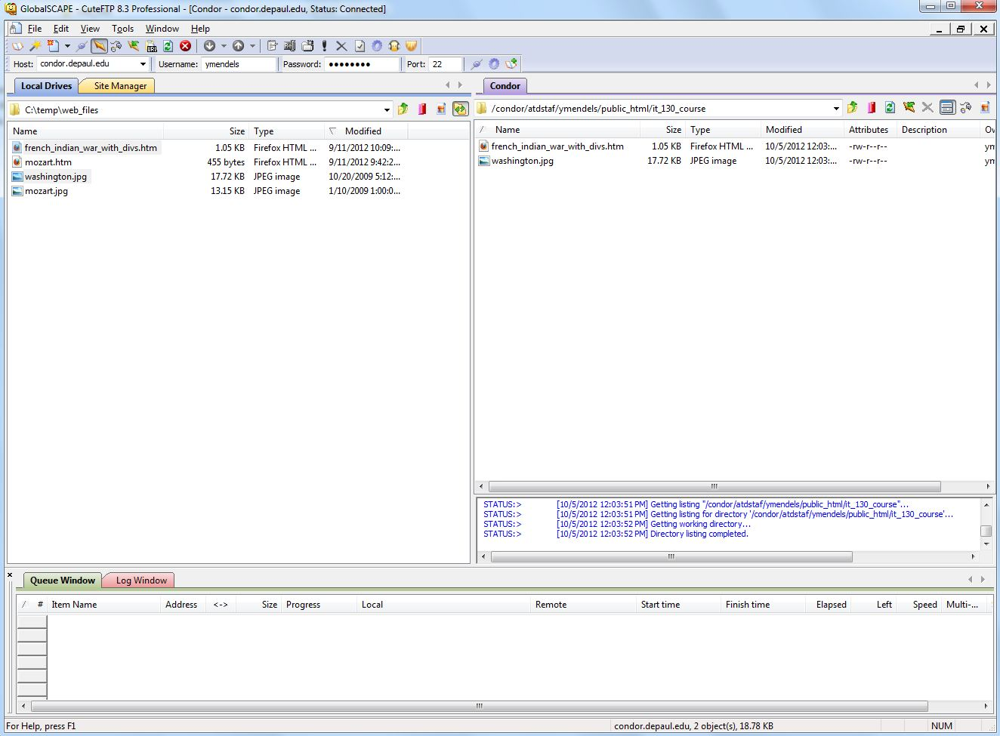 GlobalSCAPE - CuteFTP 8.3 Professional - [Condor - condor.depaul.edu, Status: Connected]
File Edit View Tools Window Help
Host: condor.depaul.edu Username: ymendels Password: ●●●●●●●● Port: 22
Local Drives Site Manager
C:\temp\web_files
Name Size Type Modified
french_indian_war_with_divs.htm 1.05 KB Firefox HTML ... 9/11/2012 10:09:...
mozart.htm 455 bytes Firefox HTML ... 9/11/2012 9:42:2...
washington.jpg 17.72 KB JPEG image 10/20/2009 5:12:...
mozart.jpg 13.15 KB JPEG image 1/10/2009 1:00:0...
Condor
/condor/atdstaf/ymendels/public_html/it_130_course
/ Name Size Type Modified Attributes Description Ow
french_indian_war_with_divs.htm 1.05 KB Firefox HTML ... 10/5/2012 12:03:... -rw-r--r-- ym
washington.jpg 17.72 KB JPEG image 10/5/2012 12:03:... -rw-r--r-- ym
STATUS:> [10/5/2012 12:03:51 PM] Getting listing "/condor/atdstaf/ymendels/public_html/it_130_course"...
STATUS:> [10/5/2012 12:03:51 PM] Getting listing for directory '/condor/atdstaf/ymendels/public_html/it_130_course'...
STATUS:> [10/5/2012 12:03:52 PM] Getting working directory...
STATUS:> [10/5/2012 12:03:52 PM] Directory listing completed.
Queue Window Log Window
/ # Item Name Address <-> Size Progress Local Remote Start time Finish time Elapsed Left Speed Multi-...
For Help, press F1 condor.depaul.edu, 2 object(s), 18.78 KB NUM